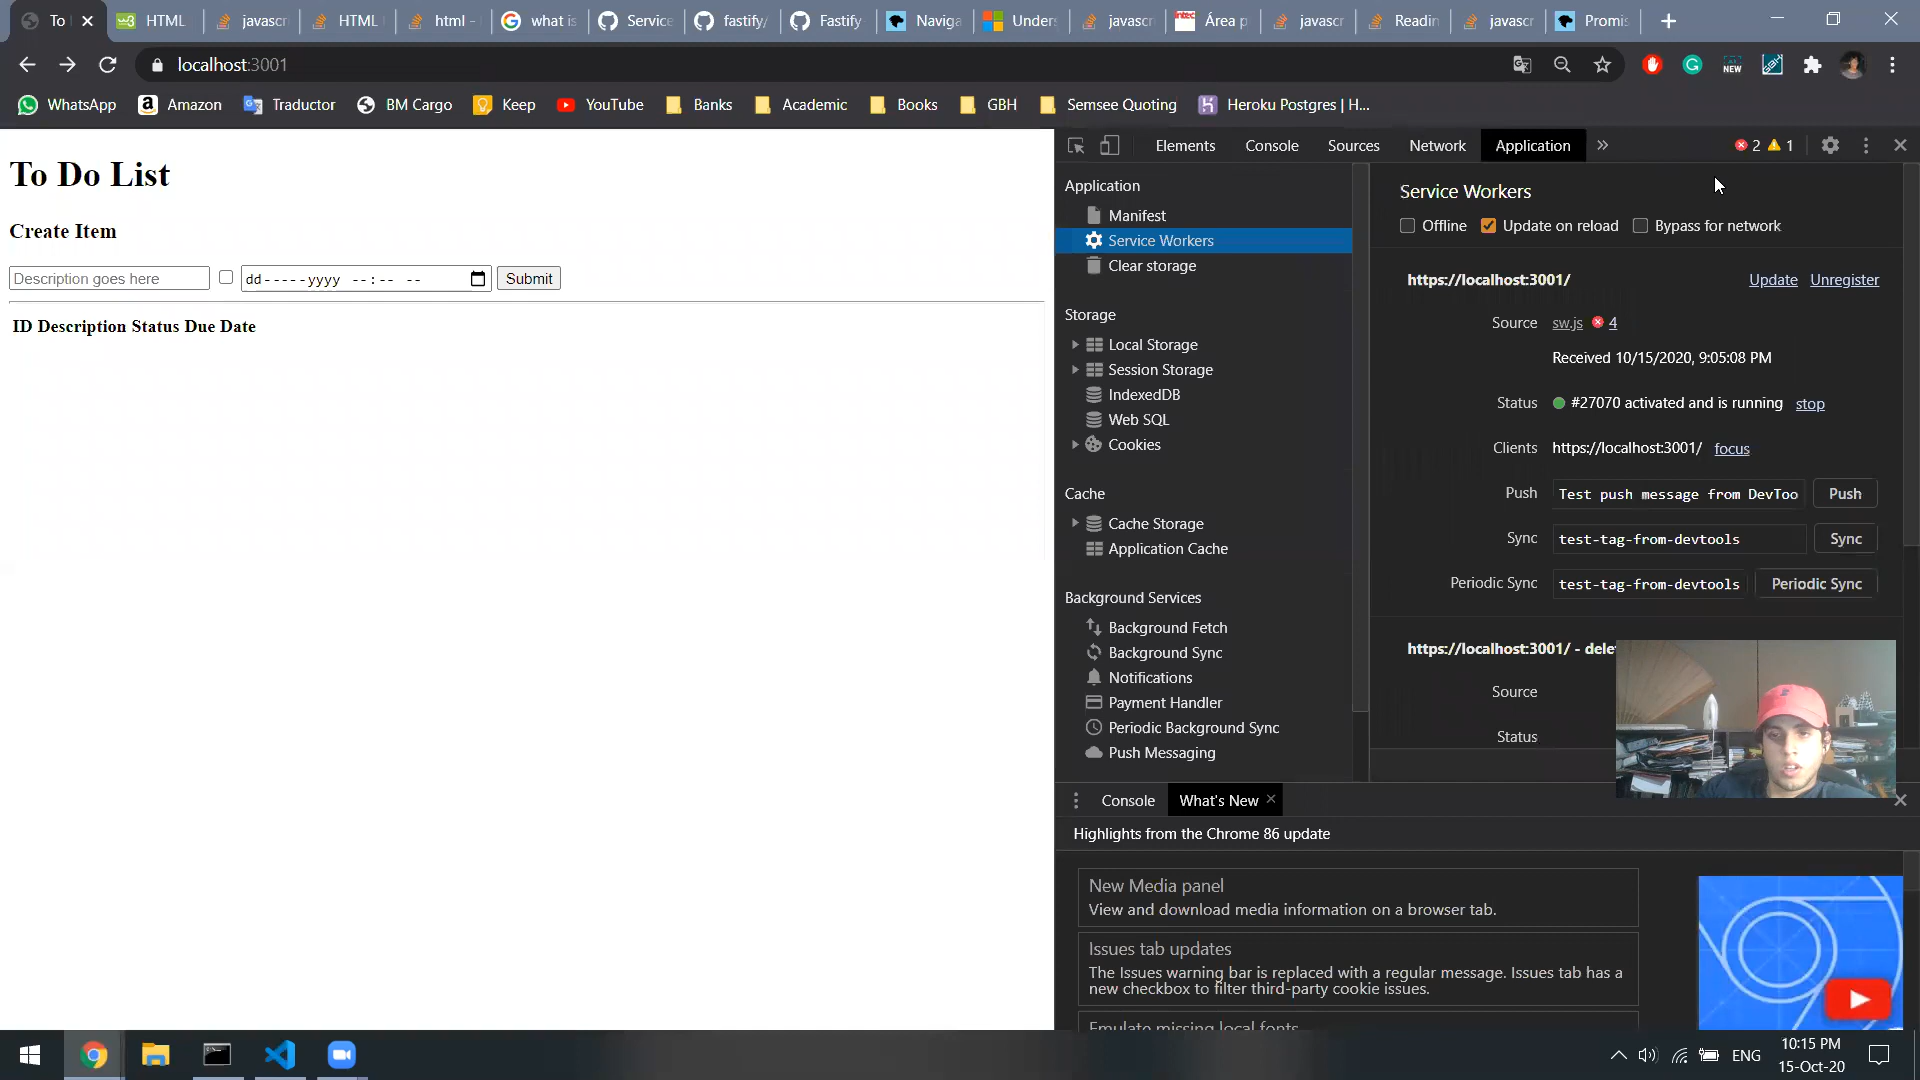 To
HTML
javascr
HTML
html -
what is
Service
fastify/
Fastify
Naviga
Under
javascr
intec
Área p
javascr
Readin
javascr
Promis
localhost:3001
NEW
WhatsApp
Amazon
Traductor
BM Cargo
Keep
YouTube
Banks
Academic
Books
GBH
Semsee Quoting
Heroku Postgres | H...
To Do List
Create Item
Description goes here
dd-----yyyy --:-- --
Submit
ID Description Status Due Date
Elements
Console
Sources
Network
Application
»
2
1
Application
Manifest
Service Workers
Clear storage
Storage
Local Storage
Session Storage
IndexedDB
Web SQL
Cookies
Cache
Cache Storage
Application Cache
Background Services
Background Fetch
Background Sync
Notifications
Payment Handler
Periodic Background Sync
Push Messaging
Service Workers
Offline
Update on reload
Bypass for network
https://localhost:3001/
Update
Unregister
Source
sw.js
4
Received 10/15/2020, 9:05:08 PM
Status
#27070 activated and is running
stop
Clients
https://localhost:3001/
focus
Push
Test push message from DevToo
Push
Sync
test-tag-from-devtools
Sync
Periodic Sync
test-tag-from-devtools
Periodic Sync
https://localhost:3001/ - dele
Source
Status
Console
What's New
Highlights from the Chrome 86 update
New Media panel
View and download media information on a browser tab.
Issues tab updates
The Issues warning bar is replaced with a regular message. Issues tab has a
new checkbox to filter third-party cookie issues.
Emulate missing local fonts
ENG
10:15 PM
15-Oct-20